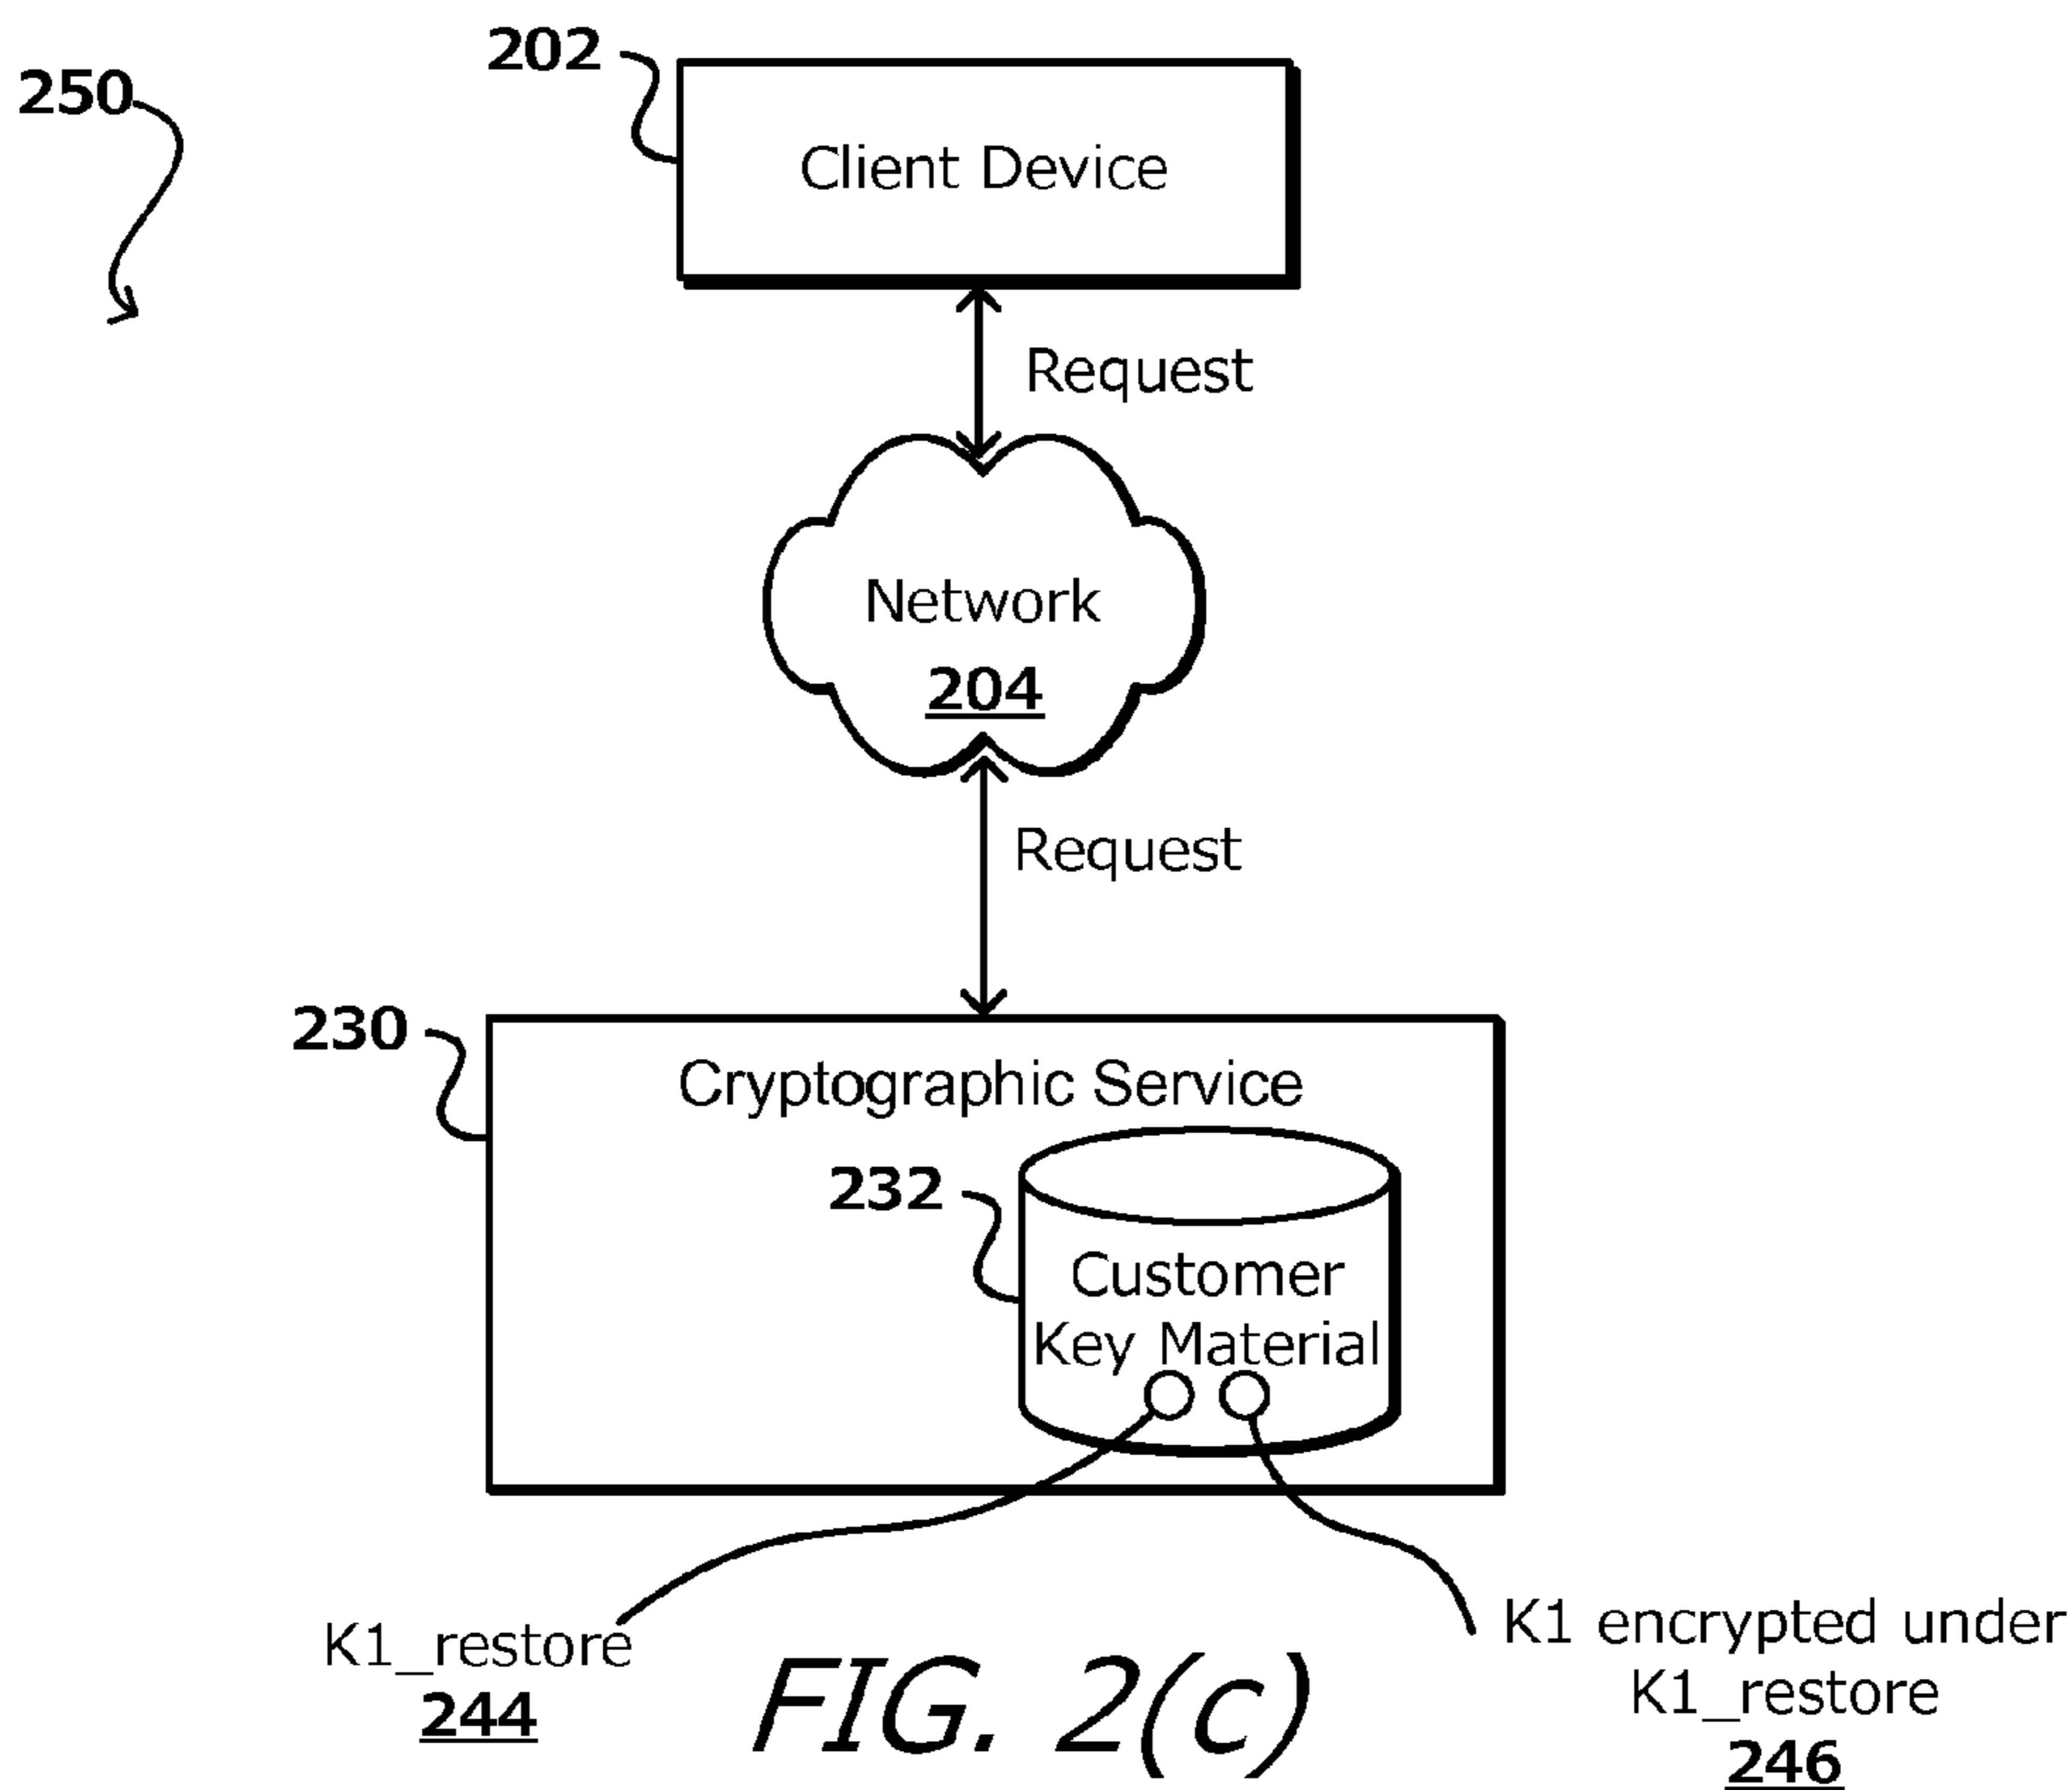 202
250
Client Device
Request
Network
204
Request
230
Cryptographic Service
232
Customer
Key Material
K1_restore
244
K1 encrypted under
K1_restore
246
FIG. 2(c)